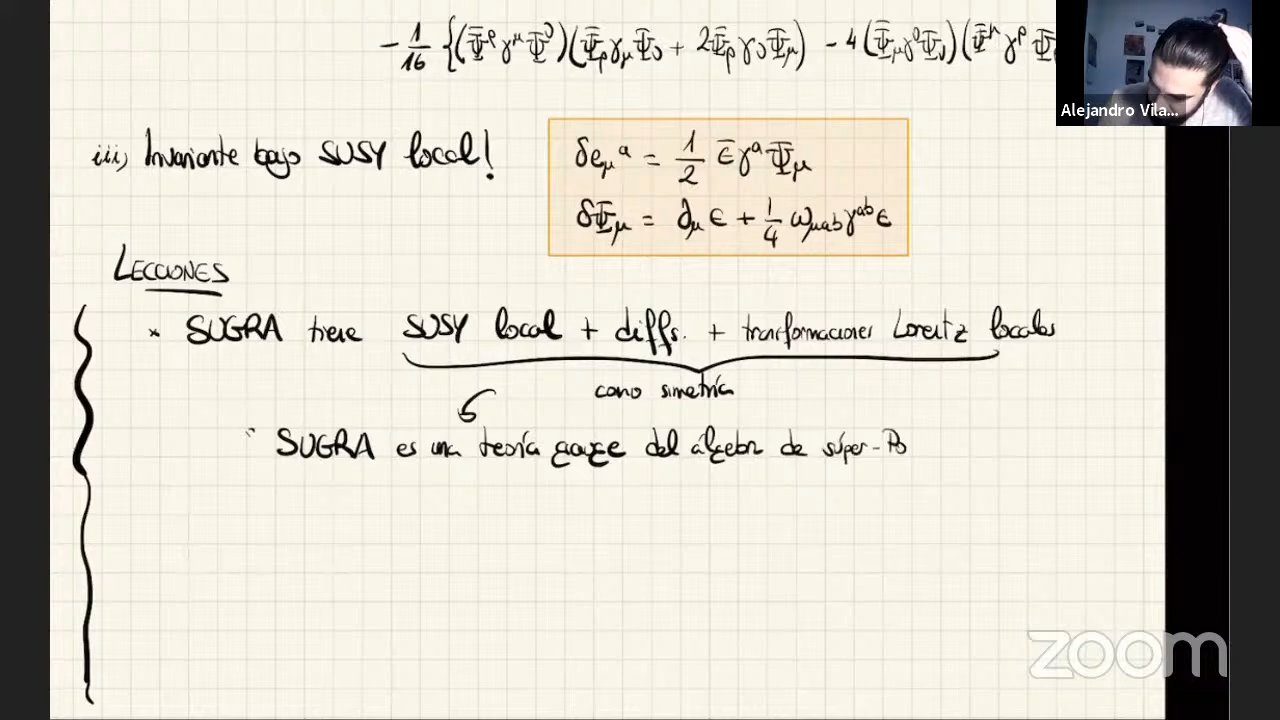 -1/16 {(Ψ̄^ρ γ^μ Ψ^ν)(Ψ̄_ρ γ_μ Ψ_ν + 2Ψ̄_ρ γ_ν Ψ_μ) - 4(Ψ̄_μ γ^ν Ψ_ν)(Ψ̄^μ γ^ρ Ψ
Alejandro Vila...
iii) Invariante bajo SUSY local!
δe_μ^a = 1/2 ε̄ γ^a Ψ_μ
δΨ_μ = ∂_μ ε + 1/4 ω_{μab} γ^{ab} ε
LECCIONES
* SUGRA tiene SUSY local + diffs. + transformaciones Lorentz locales
como simetría
" SUGRA es una teoría gauge del álgebra de súper-Po
zoom